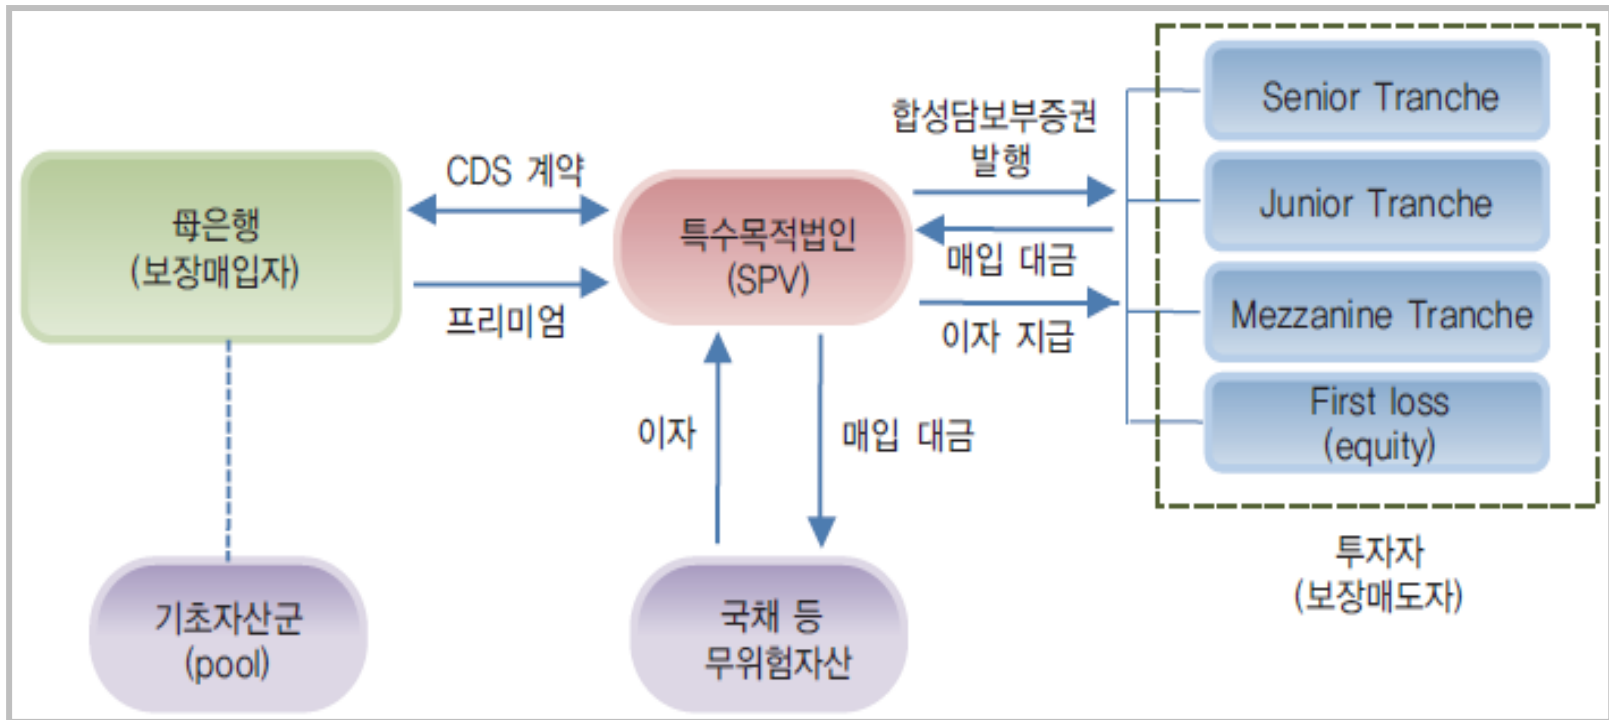 母은행
(보장매입자)
CDS 계약
프리미엄
기초자산군
(pool)
특수목적법인
(SPV)
이자
매입 대금
국채 등
무위험자산
합성담보부증권
발행
매입 대금
이자 지급
Senior Tranche
Junior Tranche
Mezzanine Tranche
First loss
(equity)
투자자
(보장매도자)